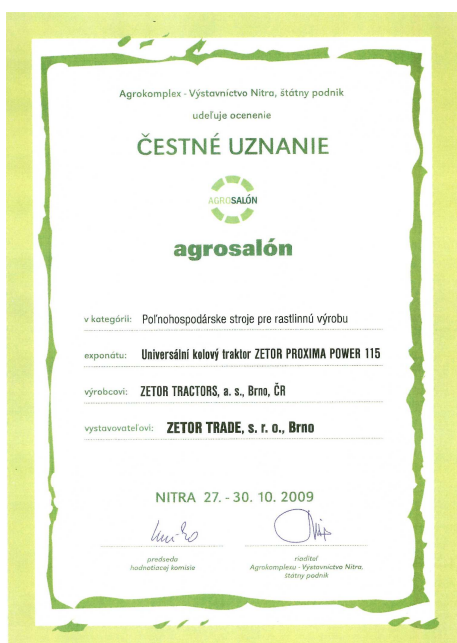 Agrokomplex - Výstavníctvo Nitra, štátny podnik
udeľuje ocenenie
ČESTNÉ UZNANIE
AGROSALÓN
agrosalón
v kategórii: Poľnohospodárske stroje pre rastlinnú výrobu
exponátu: Universální kolový traktor ZETOR PROXIMA POWER 115
výrobcovi: ZETOR TRACTORS, a. s., Brno, ČR
vystavovateľovi: ZETOR TRADE, s. r. o., Brno
NITRA 27. - 30. 10. 2009
predseda
hodnotiacej komisie
riaditeľ
Agrokomplexu - Výstavníctva Nitra,
štátny podnik